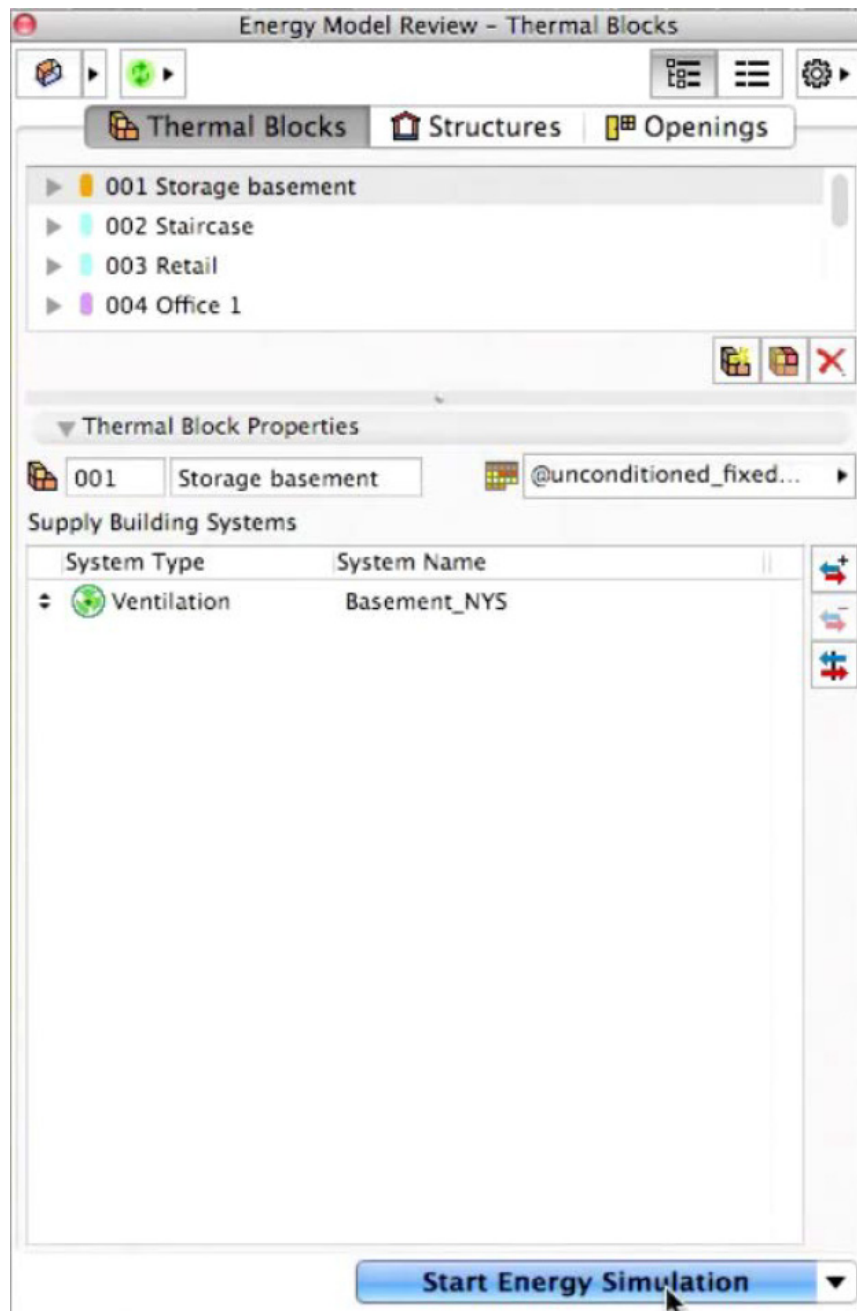 Energy Model Review – Thermal Blocks
Thermal Blocks Structures Openings
001 Storage basement
002 Staircase
003 Retail
004 Office 1
Thermal Block Properties
001 Storage basement @unconditioned_fixed...
Supply Building Systems
System Type System Name
Ventilation Basement_NYS
Start Energy Simulation